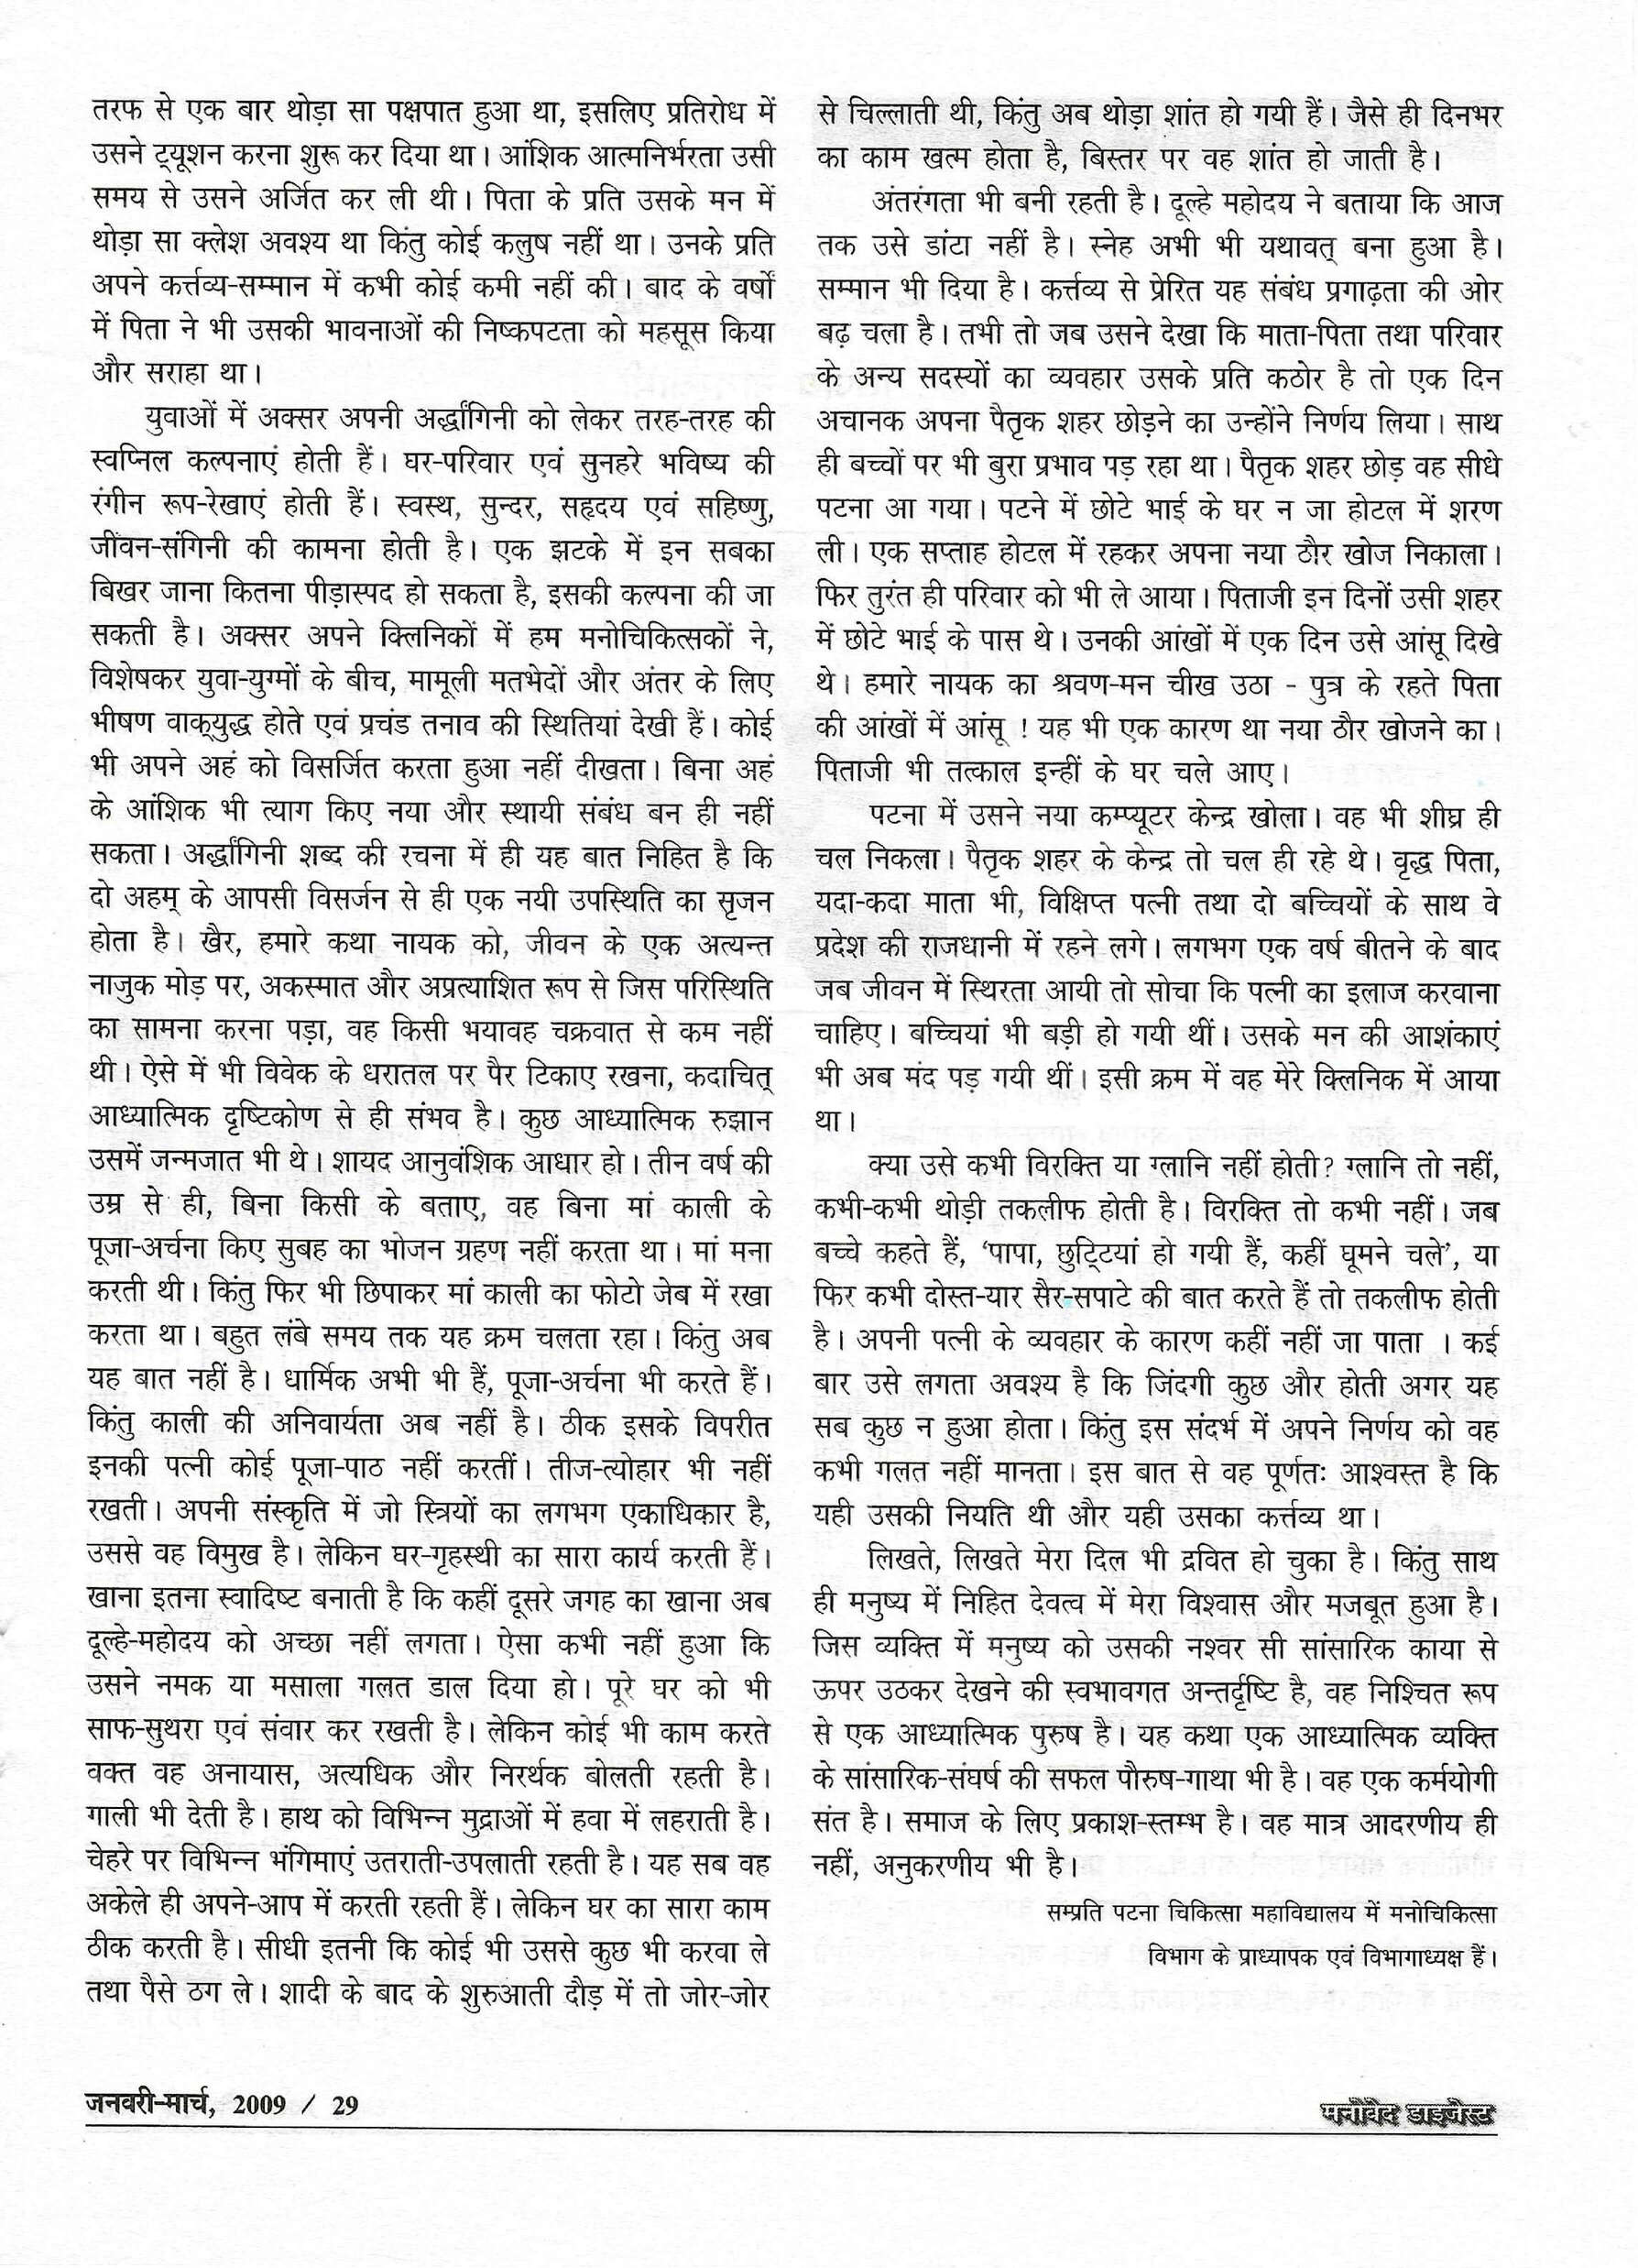 तरफ से एक बार थोड़ा सा पक्षपात हुआ था, इसलिए प्रतिरोध में
उसने ट्यूशन करना शुरू कर दिया था। आंशिक आत्मनिर्भरता उसी
समय से उसने अर्जित कर ली थी। पिता के प्रति उसके मन में
थोड़ा सा क्लेश अवश्य था किंतु कोई कलुष नहीं था। उनके प्रति
अपने कर्त्तव्य-सम्मान में कभी कोई कमी नहीं की। बाद के वर्षों
में पिता ने भी उसकी भावनाओं की निष्कपटता को महसूस किया
और सराहा था।
युवाओं में अक्सर अपनी अर्द्धांगिनी को लेकर तरह-तरह की
स्वप्निल कल्पनाएं होती हैं। घर-परिवार एवं सुनहरे भविष्य की
रंगीन रूप-रेखाएं होती हैं। स्वस्थ, सुन्दर, सहृदय एवं सहिष्णु,
जीवन-संगिनी की कामना होती है। एक झटके में इन सबका
बिखर जाना कितना पीड़ास्पद हो सकता है, इसकी कल्पना की जा
सकती है। अक्सर अपने क्लिनिकों में हम मनोचिकित्सकों ने,
विशेषकर युवा-युग्मों के बीच, मामूली मतभेदों और अंतर के लिए
भीषण वाक्‌युद्ध होते एवं प्रचंड तनाव की स्थितियां देखी हैं। कोई
भी अपने अहं को विसर्जित करता हुआ नहीं दीखता। बिना अहं
के आंशिक भी त्याग किए नया और स्थायी संबंध बन ही नहीं
सकता। अर्द्धांगिनी शब्द की रचना में ही यह बात निहित है कि
दो अहम् के आपसी विसर्जन से ही एक नयी उपस्थिति का सृजन
होता है। खैर, हमारे कथा नायक को, जीवन के एक अत्यन्त
नाजुक मोड़ पर, अकस्मात और अप्रत्याशित रूप से जिस परिस्थिति
का सामना करना पड़ा, वह किसी भयावह चक्रवात से कम नहीं
थी। ऐसे में भी विवेक के धरातल पर पैर टिकाए रखना, कदाचित्
आध्यात्मिक दृष्टिकोण से ही संभव है। कुछ आध्यात्मिक रुझान
उसमें जन्मजात भी थे। शायद आनुवंशिक आधार हो। तीन वर्ष की
उम्र से ही, बिना किसी के बताए, वह बिना मां काली के
पूजा-अर्चना किए सुबह का भोजन ग्रहण नहीं करता था। मां मना
करती थी। किंतु फिर भी छिपाकर मां काली का फोटो जेब में रखा
करता था। बहुत लंबे समय तक यह क्रम चलता रहा। किंतु अब
यह बात नहीं है। धार्मिक अभी भी हैं, पूजा-अर्चना भी करते हैं।
किंतु काली की अनिवार्यता अब नहीं है। ठीक इसके विपरीत
इनकी पत्नी कोई पूजा-पाठ नहीं करतीं। तीज-त्योहार भी नहीं
रखती। अपनी संस्कृति में जो स्त्रियों का लगभग एकाधिकार है,
उससे वह विमुख है। लेकिन घर-गृहस्थी का सारा कार्य करती हैं।
खाना इतना स्वादिष्ट बनाती है कि कहीं दूसरे जगह का खाना अब
दूल्हे-महोदय को अच्छा नहीं लगता। ऐसा कभी नहीं हुआ कि
उसने नमक या मसाला गलत डाल दिया हो। पूरे घर को भी
साफ-सुथरा एवं संवार कर रखती है। लेकिन कोई भी काम करते
वक्त वह अनायास, अत्यधिक और निरर्थक बोलती रहती है।
गाली भी देती है। हाथ को विभिन्न मुद्राओं में हवा में लहराती है।
चेहरे पर विभिन्न भंगिमाएं उतराती-उपलाती रहती है। यह सब वह
अकेले ही अपने-आप में करती रहती हैं। लेकिन घर का सारा काम
ठीक करती है। सीधी इतनी कि कोई भी उससे कुछ भी करवा ले
तथा पैसे ठग ले। शादी के बाद के शुरुआती दौड़ में तो जोर-जोर
से चिल्लाती थी, किंतु अब थोड़ा शांत हो गयी हैं। जैसे ही दिनभर
का काम खत्म होता है, बिस्तर पर वह शांत हो जाती है।
अंतरंगता भी बनी रहती है। दूल्हे महोदय ने बताया कि आज
तक उसे डांटा नहीं है। स्नेह अभी भी यथावत् बना हुआ है।
सम्मान भी दिया है। कर्त्तव्य से प्रेरित यह संबंध प्रगाढ़ता की ओर
बढ़ चला है। तभी तो जब उसने देखा कि माता-पिता तथा परिवार
के अन्य सदस्यों का व्यवहार उसके प्रति कठोर है तो एक दिन
अचानक अपना पैतृक शहर छोड़ने का उन्होंने निर्णय लिया। साथ
ही बच्चों पर भी बुरा प्रभाव पड़ रहा था। पैतृक शहर छोड़ वह सीधे
पटना आ गया। पटने में छोटे भाई के घर न जा होटल में शरण
ली। एक सप्ताह होटल में रहकर अपना नया ठौर खोज निकाला।
फिर तुरंत ही परिवार को भी ले आया। पिताजी इन दिनों उसी शहर
में छोटे भाई के पास थे। उनकी आंखों में एक दिन उसे आंसू दिखे
थे। हमारे नायक का श्रवण-मन चीख उठा - पुत्र के रहते पिता
की आंखों में आंसू ! यह भी एक कारण था नया ठौर खोजने का।
पिताजी भी तत्काल इन्हीं के घर चले आए।
पटना में उसने नया कम्प्यूटर केन्द्र खोला। वह भी शीघ्र ही
चल निकला। पैतृक शहर के केन्द्र तो चल ही रहे थे। वृद्ध पिता,
यदा-कदा माता भी, विक्षिप्त पत्नी तथा दो बच्चियों के साथ वे
प्रदेश की राजधानी में रहने लगे। लगभग एक वर्ष बीतने के बाद
जब जीवन में स्थिरता आयी तो सोचा कि पत्नी का इलाज करवाना
चाहिए। बच्चियां भी बड़ी हो गयी थीं। उसके मन की आशंकाएं
भी अब मंद पड़ गयी थीं। इसी क्रम में वह मेरे क्लिनिक में आया
था।
क्या उसे कभी विरक्ति या ग्लानि नहीं होती? ग्लानि तो नहीं,
कभी-कभी थोड़ी तकलीफ होती है। विरक्ति तो कभी नहीं। जब
बच्चे कहते हैं, ‘पापा, छुट्टियां हो गयी हैं, कहीं घूमने चले’, या
फिर कभी दोस्त-यार सैर-सपाटे की बात करते हैं तो तकलीफ होती
है। अपनी पत्नी के व्यवहार के कारण कहीं नहीं जा पाता । कई
बार उसे लगता अवश्य है कि जिंदगी कुछ और होती अगर यह
सब कुछ न हुआ होता। किंतु इस संदर्भ में अपने निर्णय को वह
कभी गलत नहीं मानता। इस बात से वह पूर्णतः आश्वस्त है कि
यही उसकी नियति थी और यही उसका कर्त्तव्य था।
लिखते, लिखते मेरा दिल भी द्रवित हो चुका है। किंतु साथ
ही मनुष्य में निहित देवत्व में मेरा विश्वास और मजबूत हुआ है।
जिस व्यक्ति में मनुष्य को उसकी नश्वर सी सांसारिक काया से
ऊपर उठकर देखने की स्वभावगत अन्तर्दृष्टि है, वह निश्चित रूप
से एक आध्यात्मिक पुरुष है। यह कथा एक आध्यात्मिक व्यक्ति
के सांसारिक-संघर्ष की सफल पौरुष-गाथा भी है। वह एक कर्मयोगी
संत है। समाज के लिए प्रकाश-स्तम्भ है। वह मात्र आदरणीय ही
नहीं, अनुकरणीय भी है।
सम्प्रति पटना चिकित्सा महाविद्यालय में मनोचिकित्सा
विभाग के प्राध्यापक एवं विभागाध्यक्ष हैं।
जनवरी-मार्च, 2009 / 29
मनोवेद डाइजेस्ट